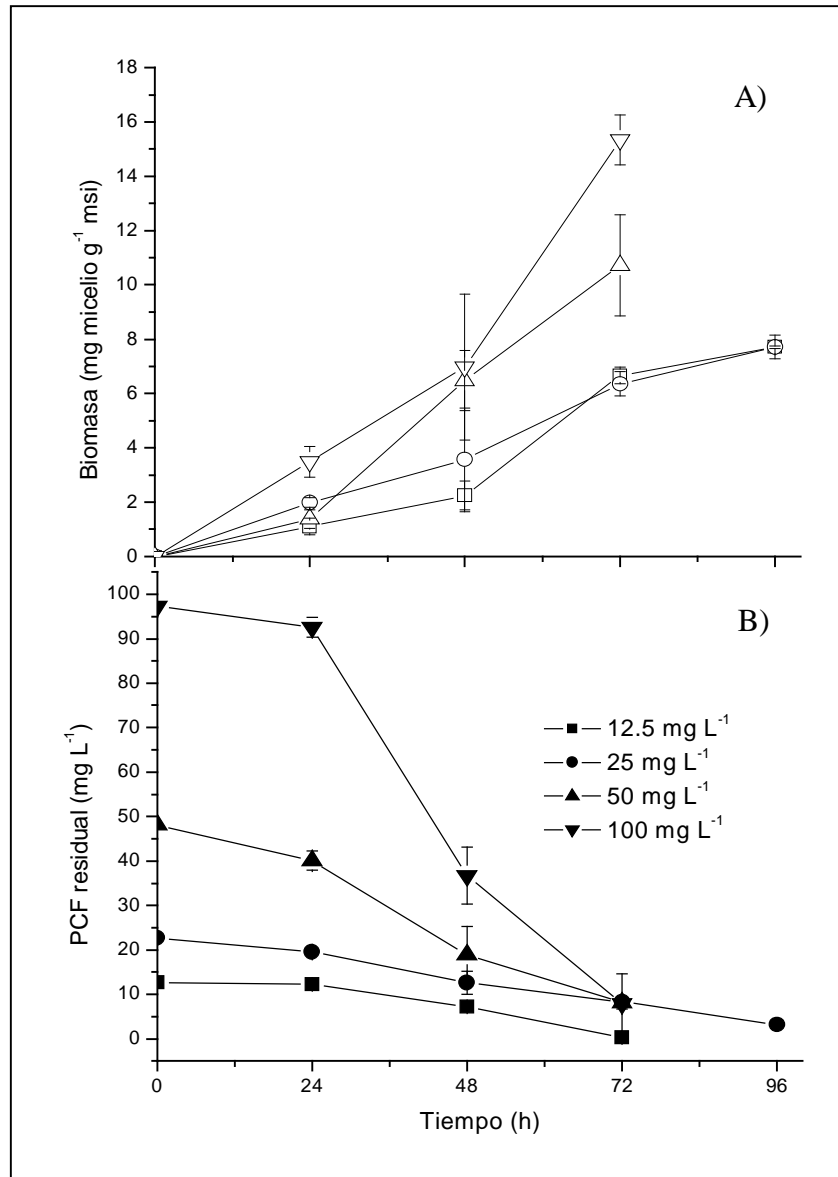 A)
18
16
14
12
10
8
6
4
2
0
Biomasa (mg micelio g⁻¹ msi)
B)
100
90
80
70
60
50
40
30
20
10
0
PCF residual (mg L⁻¹)
12.5 mg L⁻¹
25 mg L⁻¹
50 mg L⁻¹
100 mg L⁻¹
0 24 48 72 96
Tiempo (h)